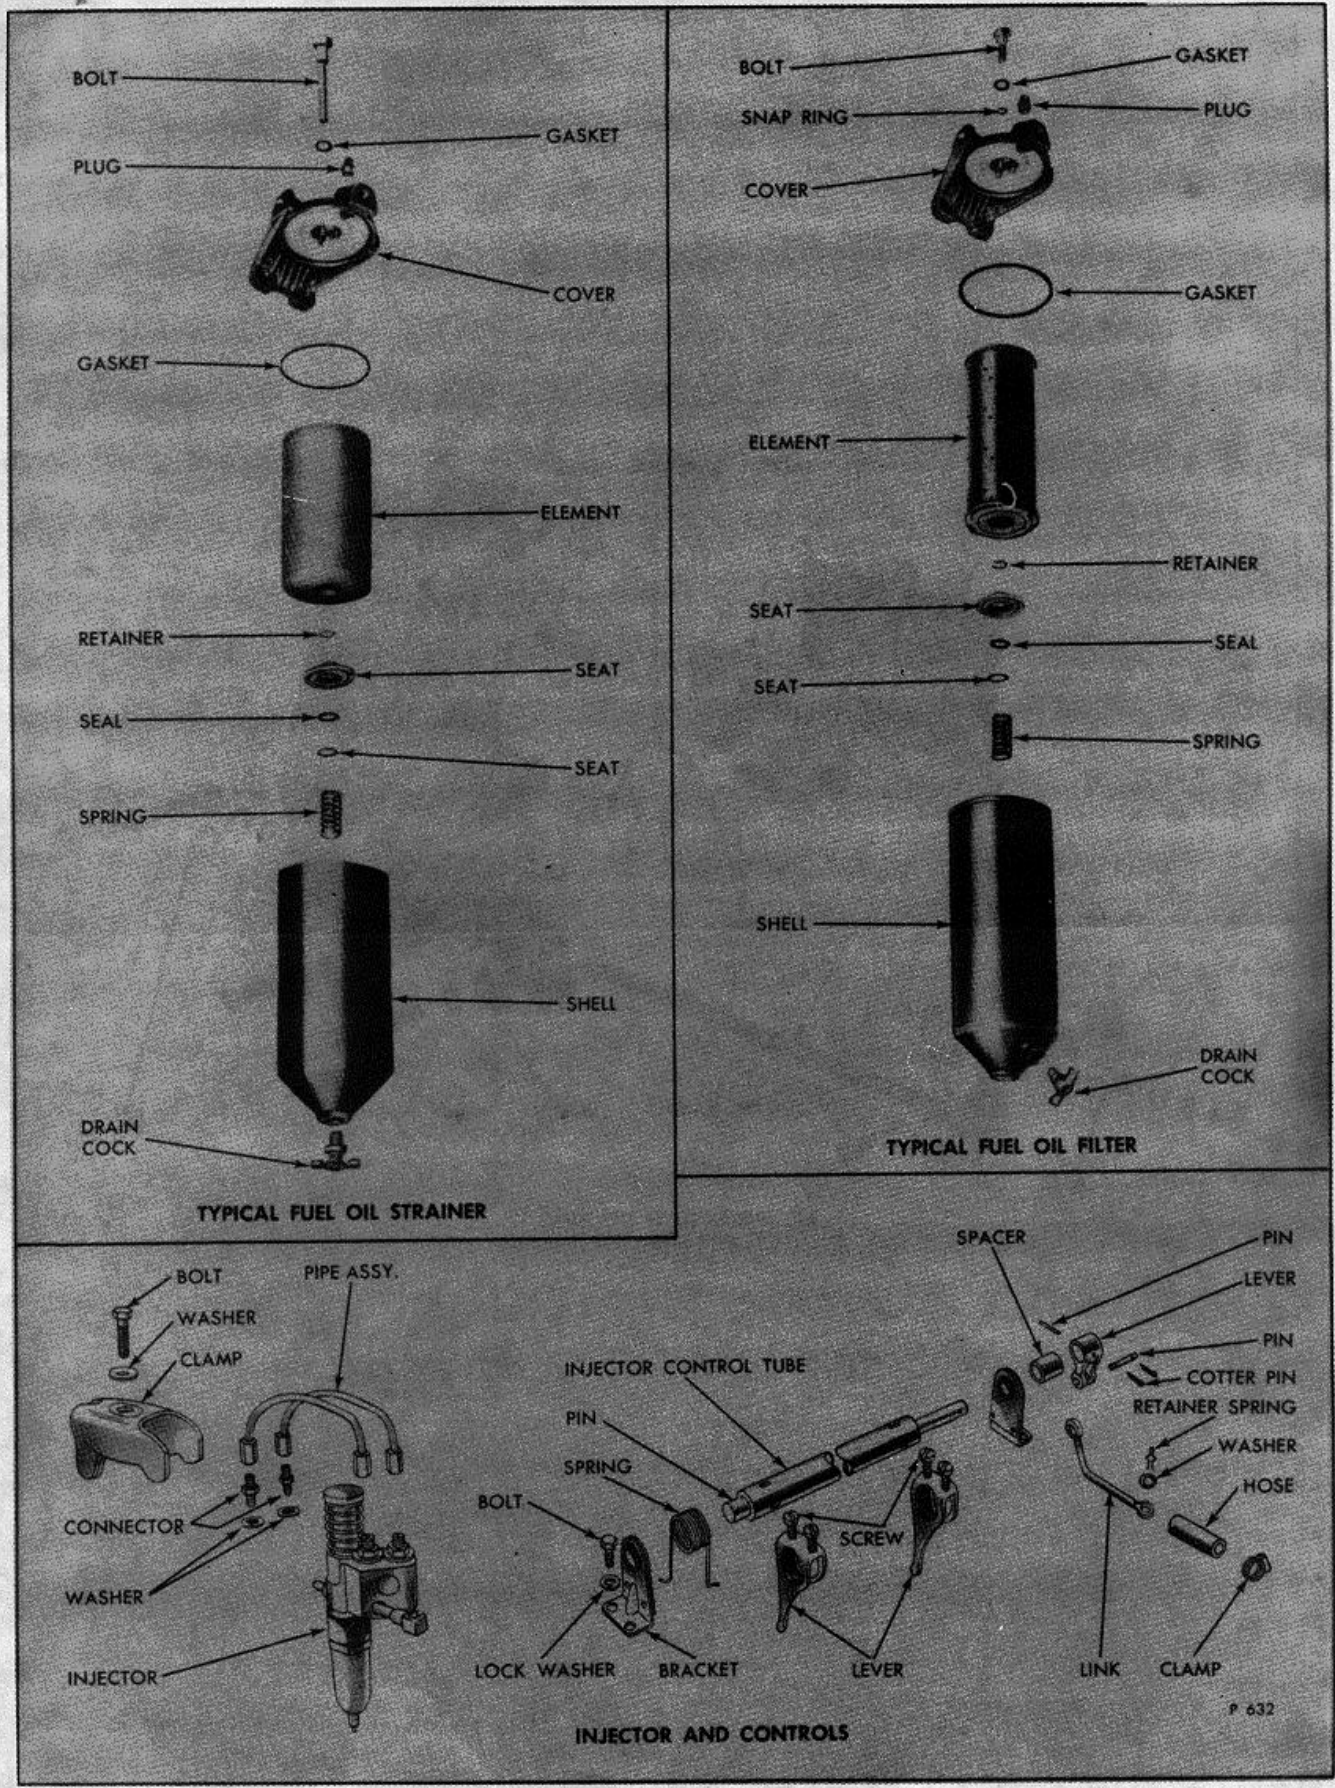 BOLT
GASKET
PLUG
COVER
GASKET
ELEMENT
RETAINER
SEAT
SEAL
SEAT
SPRING
SHELL
DRAIN
COCK
TYPICAL FUEL OIL STRAINER
BOLT
GASKET
SNAP RING
PLUG
COVER
GASKET
ELEMENT
RETAINER
SEAT
SEAL
SEAT
SPRING
SHELL
DRAIN
COCK
TYPICAL FUEL OIL FILTER
BOLT
PIPE ASSY.
WASHER
CLAMP
CONNECTOR
WASHER
INJECTOR
SPACER
PIN
LEVER
PIN
COTTER PIN
RETAINER SPRING
WASHER
HOSE
INJECTOR CONTROL TUBE
PIN
SPRING
BOLT
SCREW
LOCK WASHER
BRACKET
LEVER
LINK
CLAMP
P 632
INJECTOR AND CONTROLS